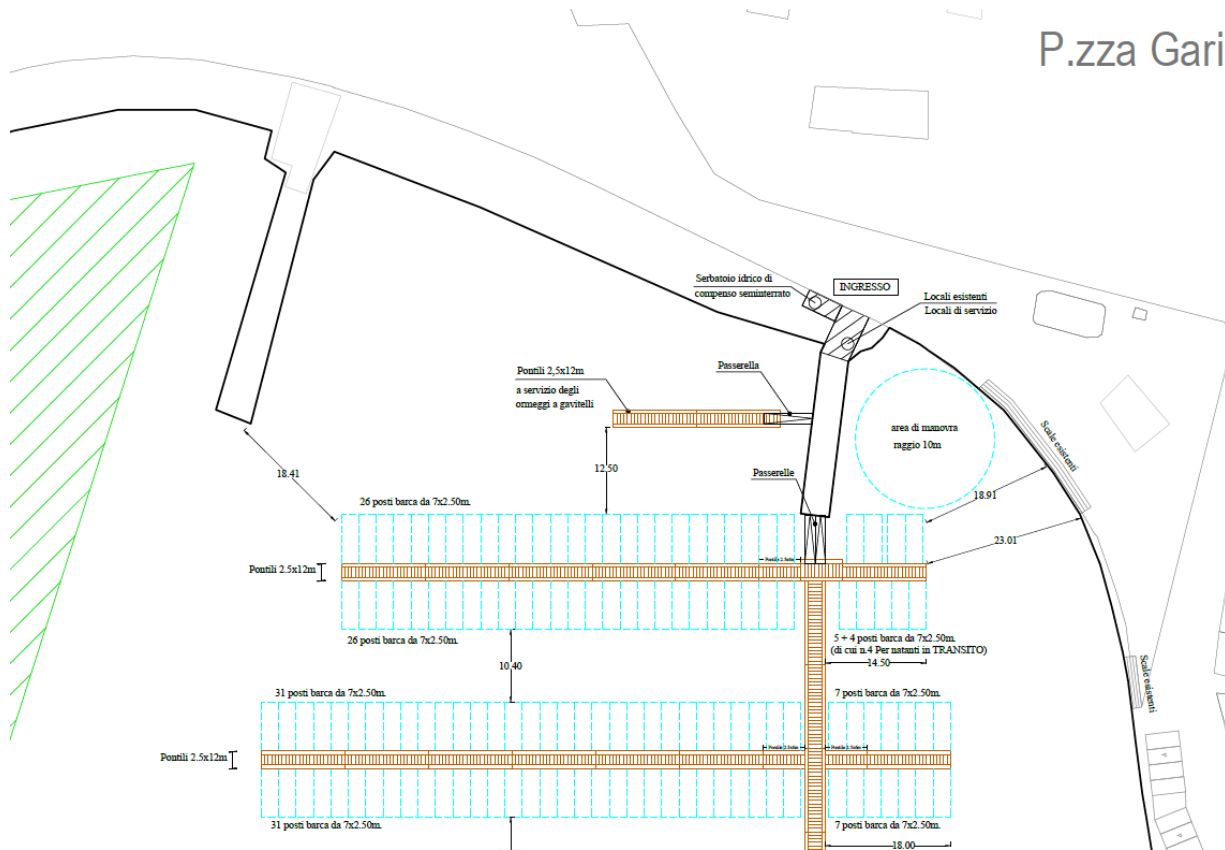 P.zza Gari
Serbatoio idrico di
compenso seminterrato
INGRESSO
Locali esistenti
Locali di servizio
Pontili 2,5x12m
a servizio degli
ormeggi a gavitelli
Passerella
area di manovra
raggio 10m
Scale esistenti
18.41
12.50
Passerelle
18.91
23.01
26 posti barca da 7x2.50m.
Pontili 2.5x12m
26 posti barca da 7x2.50m.
5 + 4 posti barca da 7x2.50m.
(di cui n.4 Per natanti in TRANSITO)
14.50
10.40
Scale esistenti
31 posti barca da 7x2.50m.
7 posti barca da 7x2.50m.
Pontili 2.5x12m
31 posti barca da 7x2.50m.
7 posti barca da 7x2.50m.
18.00